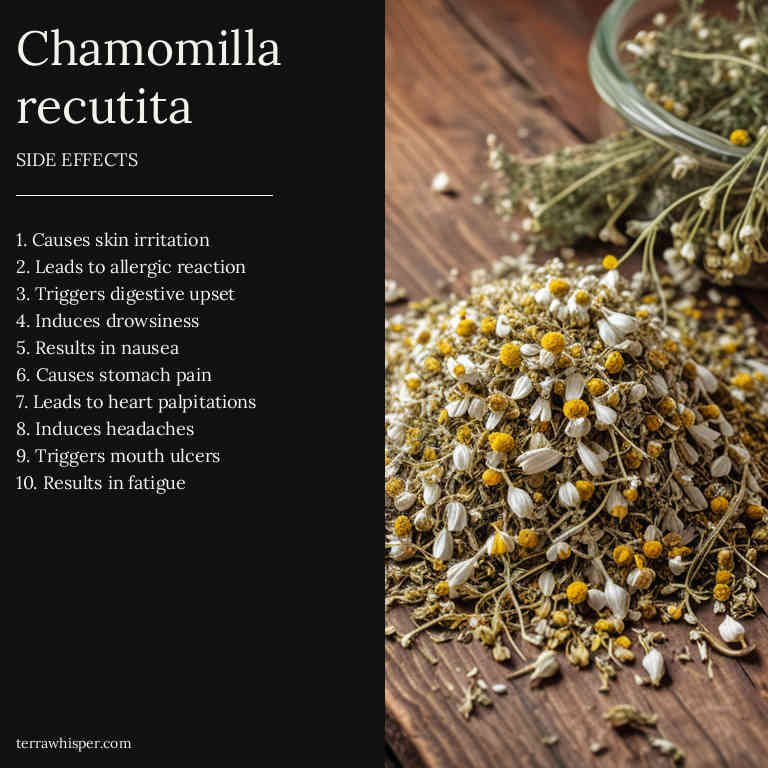 Chamomilla
recutita
SIDE EFFECTS
1. Causes skin irritation
2. Leads to allergic reaction
3. Triggers digestive upset
4. Induces drowsiness
5. Results in nausea
6. Causes stomach pain
7. Leads to heart palpitations
8. Induces headaches
9. Triggers mouth ulcers
10. Results in fatigue
terrawhisper.com